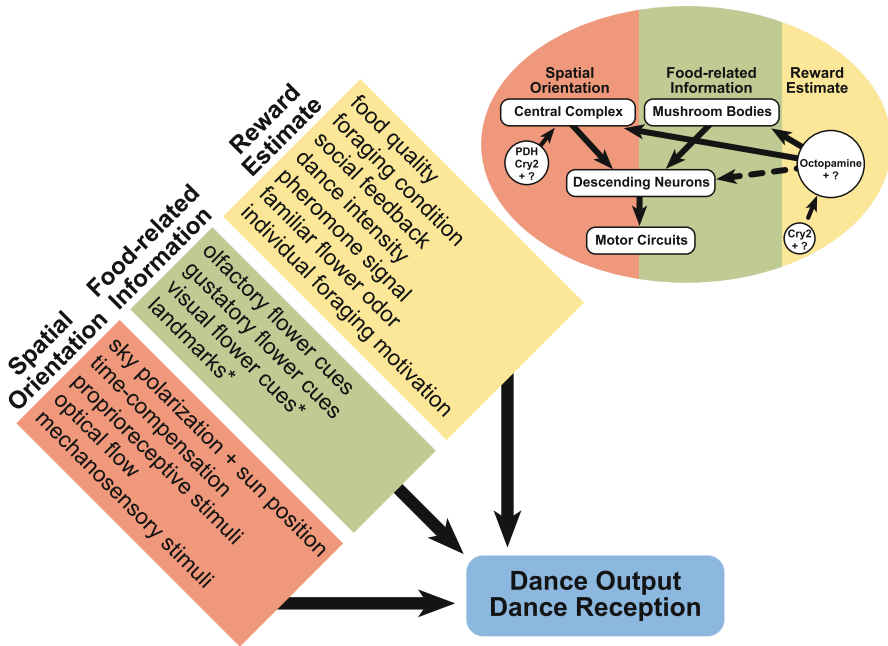 Spatial
Orientation
sky polarization + sun position
time-compensation
proprioreceptive stimuli
optical flow
mechanosensory stimuli
Food-related
Information
olfactory flower cues
gustatory flower cues
visual flower cues*
landmarks*
Reward
Estimate
food quality
foraging condition
social feedback
dance intensity
pheromone signal
familiar flower odor
individual foraging motivation
Dance Output
Dance Reception
Spatial
Orientation
Food-related
Information
Reward
Estimate
Central Complex
Mushroom Bodies
PDH
Cry2
+ ?
Octopamine
+ ?
Descending Neurons
Cry2
+ ?
Motor Circuits